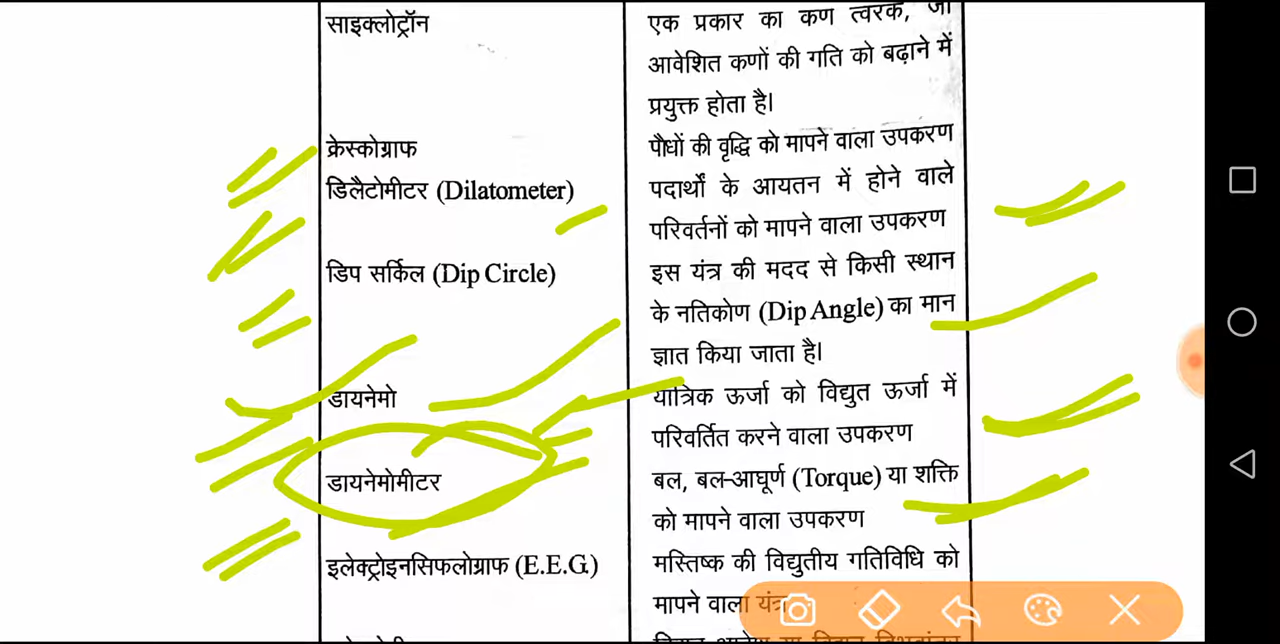 साइक्लोट्रॉन
एक प्रकार का कण त्वरक, जो
आवेशित कणों की गति को बढ़ाने में
प्रयुक्त होता है।
क्रेस्कोग्राफ
पौधों की वृद्धि को मापने वाला उपकरण
डिलैटोमीटर (Dilatometer)
पदार्थों के आयतन में होने वाले
परिवर्तनों को मापने वाला उपकरण
डिप सर्किल (Dip Circle)
इस यंत्र की मदद से किसी स्थान
के नतिकोण (Dip Angle) का मान
ज्ञात किया जाता है।
डायनेमो
यांत्रिक ऊर्जा को विद्युत ऊर्जा में
परिवर्तित करने वाला उपकरण
डायनेमोमीटर
बल, बल-आघूर्ण (Torque) या शक्ति
को मापने वाला उपकरण
इलेक्ट्रोइनसिफलोग्राफ (E.E.G.)
मस्तिष्क की विद्युतीय गतिविधि को
मापने वाला यंत्र